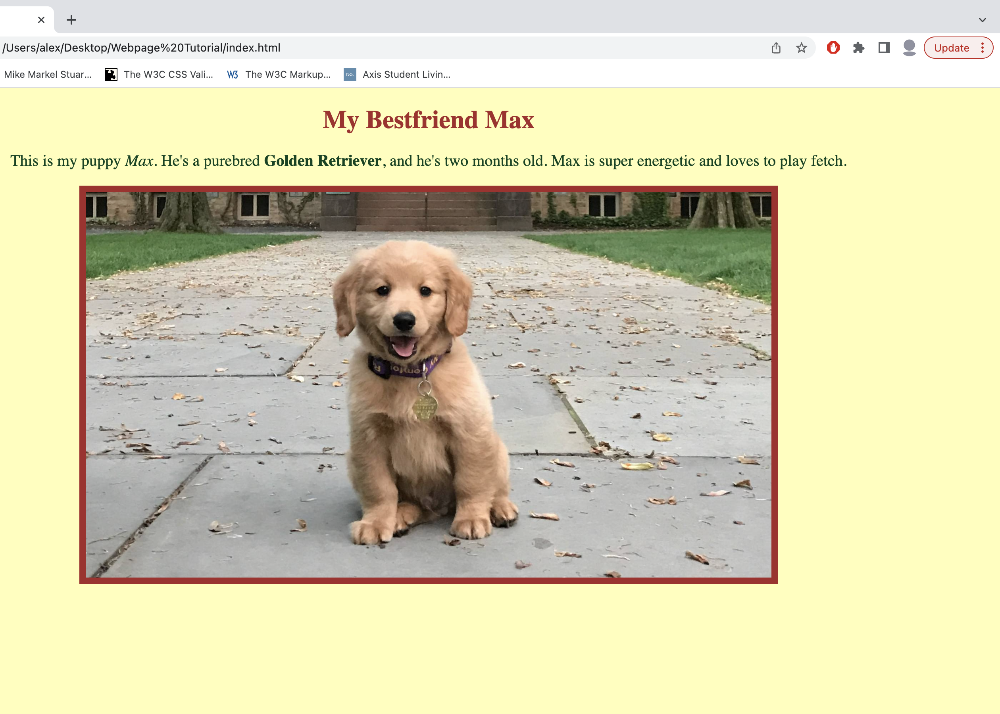 /Users/alex/Desktop/Webpage%20Tutorial/index.html
Update
Mike Markel Stuar...
The W3C CSS Vali...
W3
The W3C Markup...
Axis Student Livin...
My Bestfriend Max
This is my puppy Max. He's a purebred Golden Retriever, and he's two months old. Max is super energetic and loves to play fetch.